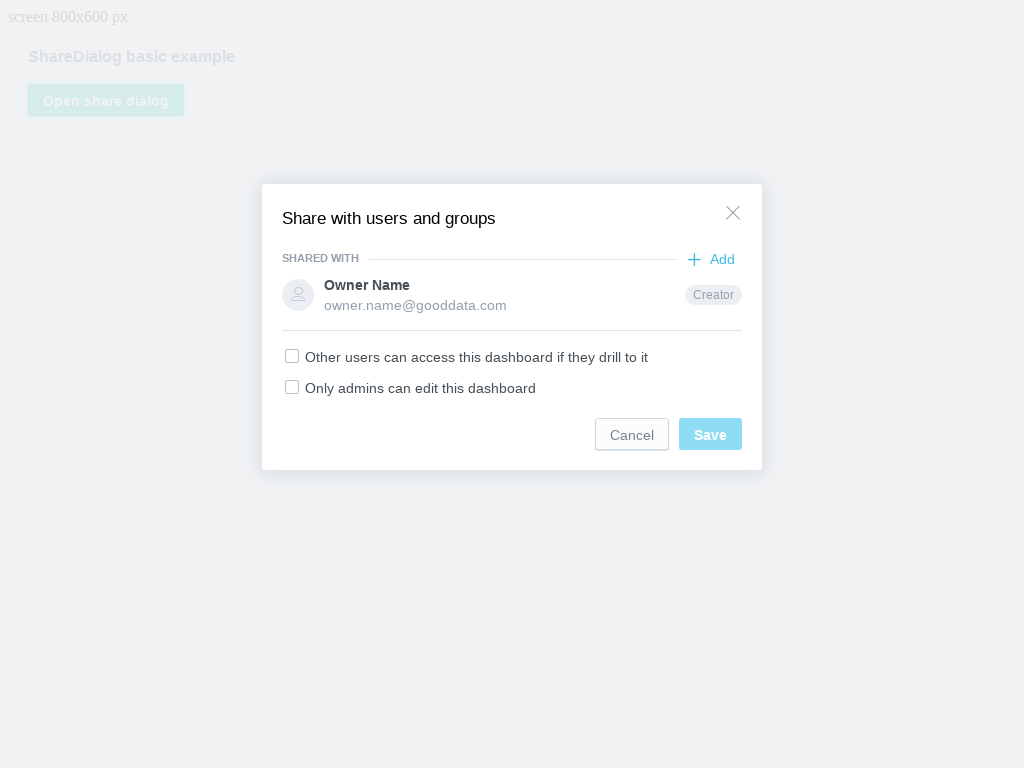 screen 800x600 px
ShareDialog basic example
Open share dialog
Share with users and groups
SHARED WITH
Add
Owner Name
owner.name@gooddata.com
Creator
Other users can access this dashboard if they drill to it
Only admins can edit this dashboard
Cancel
Save